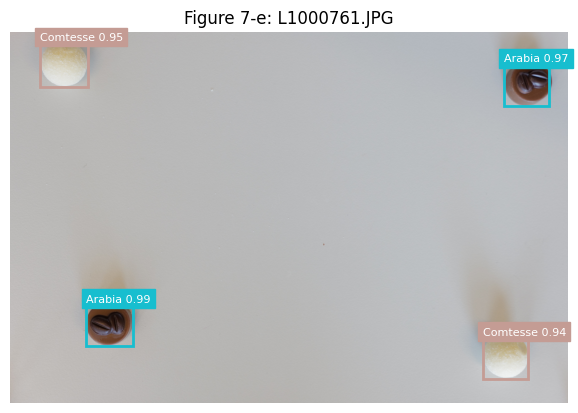 Figure 7-e: L1000761.JPG
Comtesse 0.95
Arabia 0.97
Arabia 0.99
Comtesse 0.94